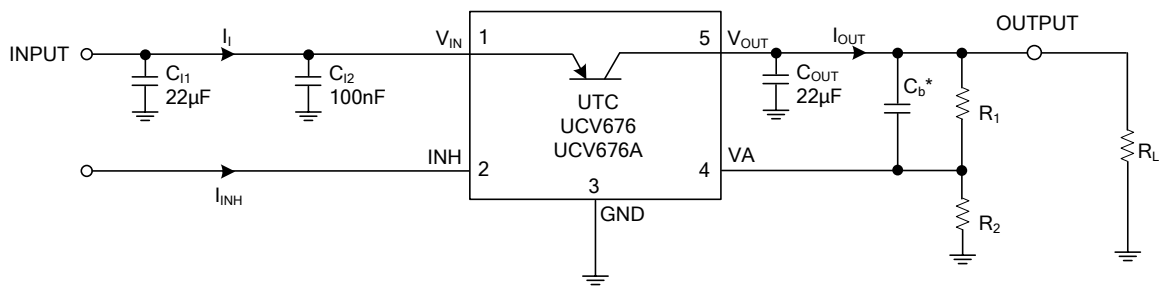 INPUT
I_I
C_I1
22µF
C_I2
100nF
V_IN
1
INH
2
I_INH
UTC
UCV676
UCV676A
3
GND
5
V_OUT
4
VA
C_OUT
22µF
I_OUT
C_b*
R_1
R_2
OUTPUT
R_L